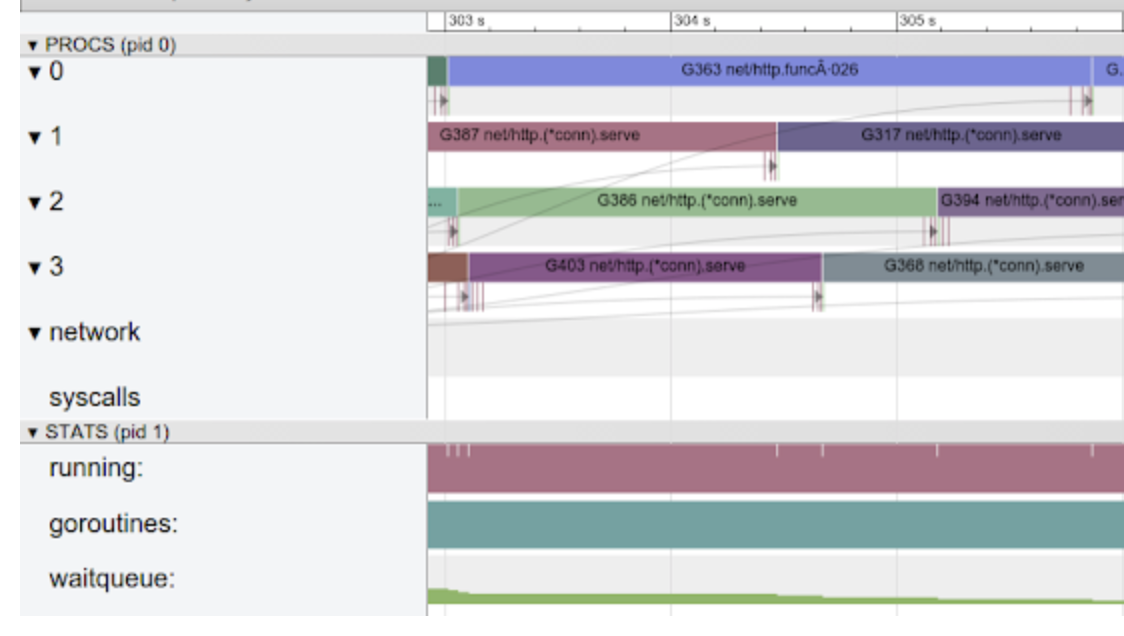 303 s 304 s 305 s
▾ PROCS (pid 0)
▾ 0
G363 net/http.funcÂ·026 G.
▾ 1
G387 net/http.(*conn).serve G317 net/http.(*conn).serve
▾ 2
... G386 net/http.(*conn).serve G394 net/http.(*conn).ser
▾ 3
G403 net/http.(*conn).serve G368 net/http.(*conn).serve
▾ network
syscalls
▾ STATS (pid 1)
running:
goroutines:
waitqueue: